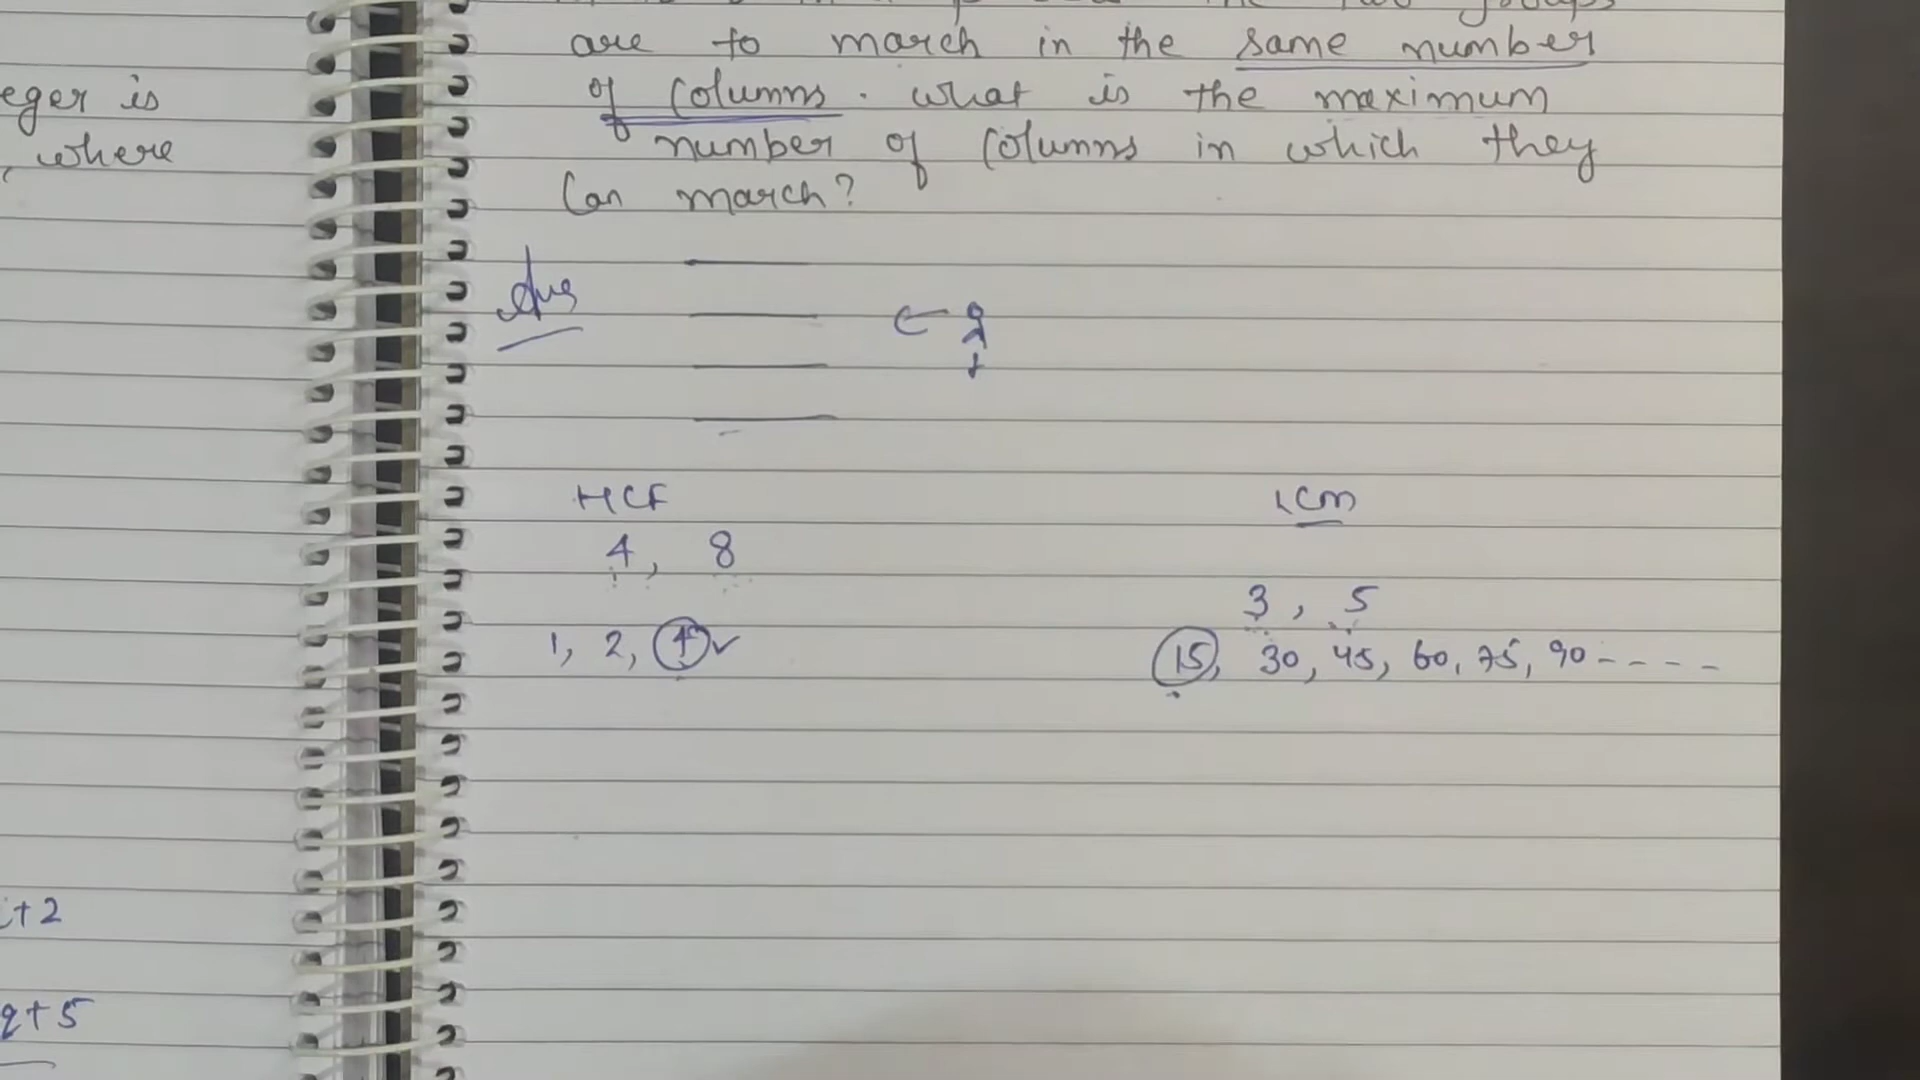 eger is
, where
i+2
q+5
are to march in the same number
of columns. what is the maximum
number of columns in which they
can march?
Ans
HCF
LCM
4, 8
3, 5
1, 2, 4 ✓
15, 30, 45, 60, 75, 90 - - - -